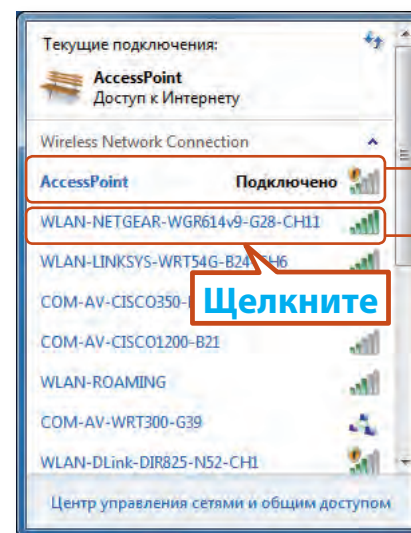 Текущие подключения:
AccessPoint
Доступ к Интернету
Wireless Network Connection
AccessPoint Подключено
WLAN-NETGEAR-WGR614v9-G28-CH11
WLAN-LINKSYS-WRT54G-B24-CH6
COM-AV-CISCO350-
Щелкните
COM-AV-CISCO1200-B21
WLAN-ROAMING
COM-AV-WRT300-G39
WLAN-DLink-DIR825-N52-CH1
Центр управления сетями и общим доступом